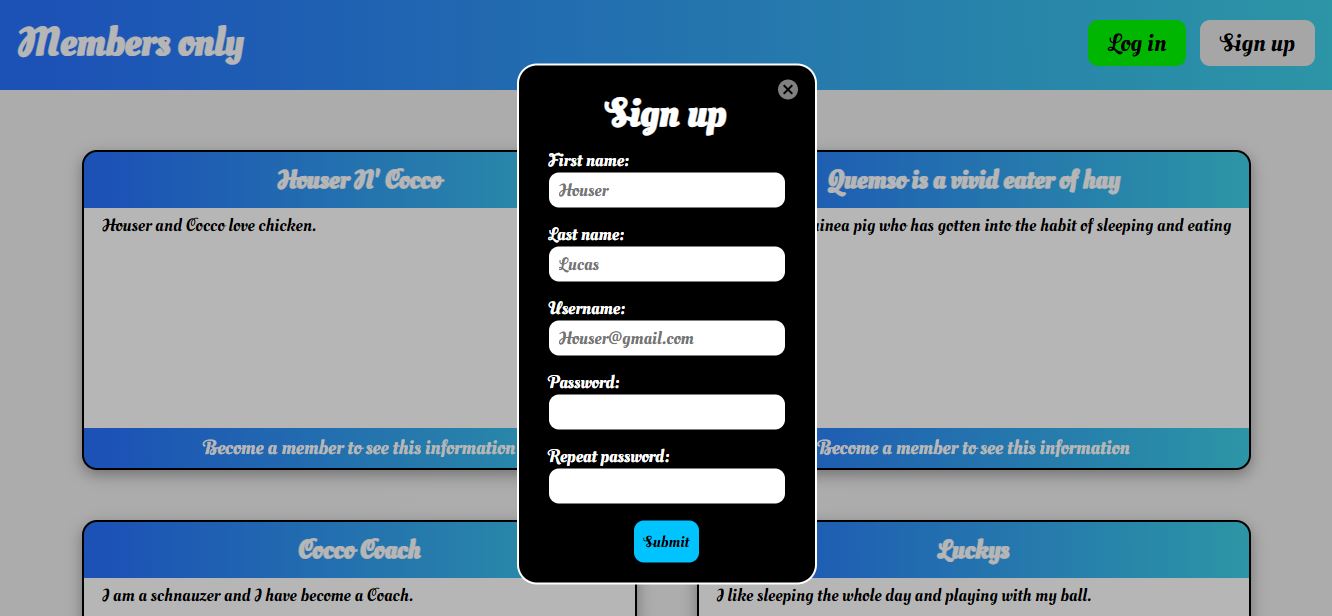 Members only
Log in
Sign up
Sign up
First name:
Houser
Last name:
Lucas
Username:
Houser@gmail.com
Password:
Repeat password:
Submit
Houser N' Cocco
Houser and Cocco love chicken.
Become a member to see this information
Quemso is a vivid eater of hay
pig who has gotten into the habit of sleeping and eating
Become a member to see this information
Cocco Coach
I am a schnauzer and I have become a Coach.
Luckys
I like sleeping the whole day and playing with my ball.